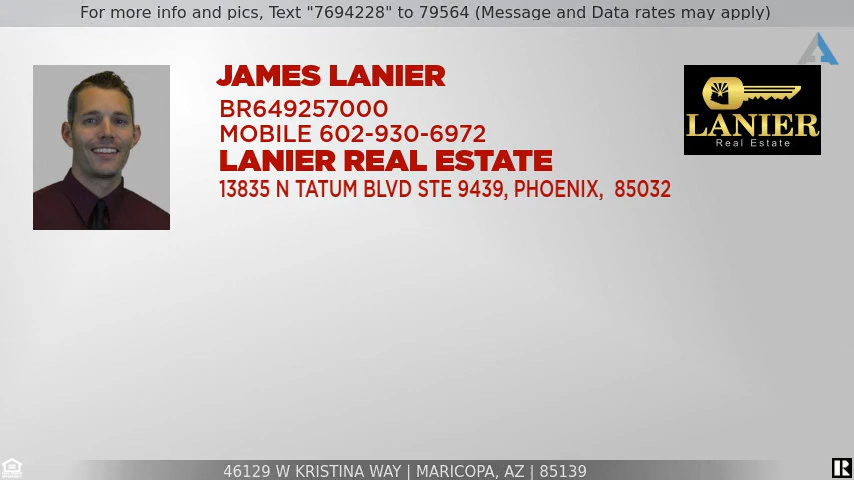 For more info and pics, Text "7694228" to 79564 (Message and Data rates may apply)
JAMES LANIER
BR649257000
MOBILE 602-930-6972
LANIER REAL ESTATE
13835 N TATUM BLVD STE 9439, PHOENIX,  85032
LANIER
Real Estate
46129 W KRISTINA WAY | MARICOPA, AZ | 85139